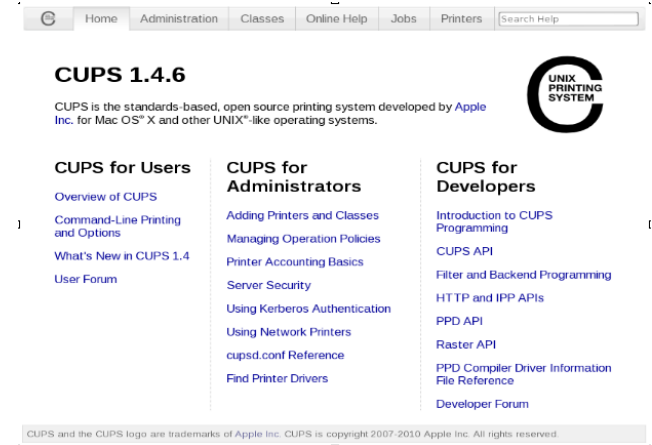 Home Administration Classes Online Help Jobs Printers Search Help
CUPS 1.4.6
CUPS is the standards-based, open source printing system developed by Apple
Inc. for Mac OS® X and other UNIX®-like operating systems.
UNIX
PRINTING
SYSTEM
CUPS for Users
Overview of CUPS
Command-Line Printing
and Options
What's New in CUPS 1.4
User Forum
CUPS for
Administrators
Adding Printers and Classes
Managing Operation Policies
Printer Accounting Basics
Server Security
Using Kerberos Authentication
Using Network Printers
cupsd.conf Reference
Find Printer Drivers
CUPS for
Developers
Introduction to CUPS
Programming
CUPS API
Filter and Backend Programming
HTTP and IPP APIs
PPD API
Raster API
PPD Compiler Driver Information
File Reference
Developer Forum
CUPS and the CUPS logo are trademarks of Apple Inc. CUPS is copyright 2007-2010 Apple Inc. All rights reserved.